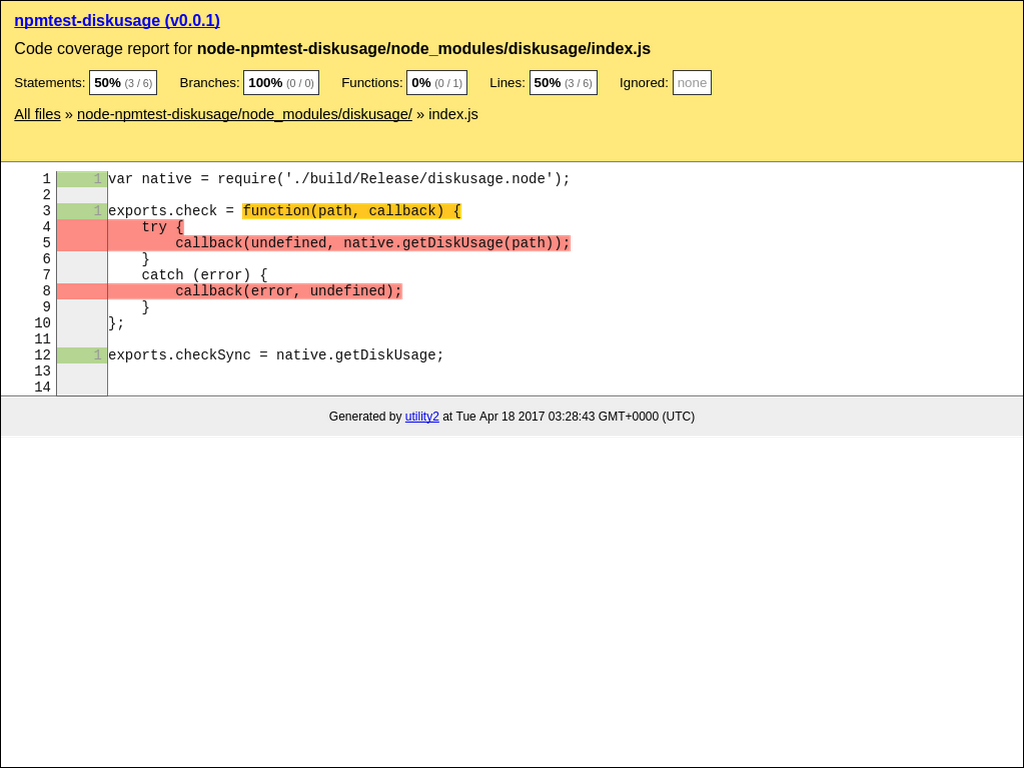 npmtest-diskusage (v0.0.1)
Code coverage report for node-npmtest-diskusage/node_modules/diskusage/index.js
Statements: 50% (3 / 6) Branches: 100% (0 / 0) Functions: 0% (0 / 1) Lines: 50% (3 / 6) Ignored: none
All files » node-npmtest-diskusage/node_modules/diskusage/ » index.js
1 1 var native = require('./build/Release/diskusage.node');
2
3 1 exports.check = function(path, callback) {
4     try {
5         callback(undefined, native.getDiskUsage(path));
6     }
7     catch (error) {
8         callback(error, undefined);
9     }
10 };
11
12 1 exports.checkSync = native.getDiskUsage;
13
14
Generated by utility2 at Tue Apr 18 2017 03:28:43 GMT+0000 (UTC)